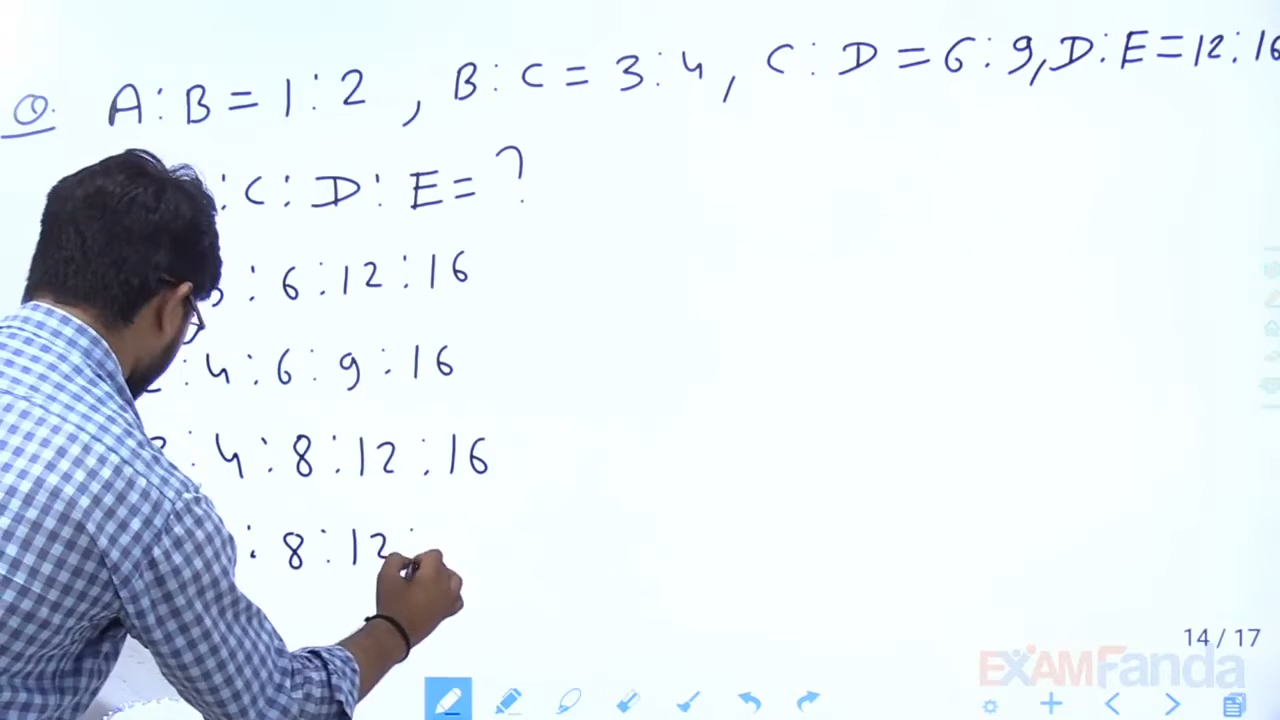 Q. A : B = 1 : 2 , B : C = 3 : 4 , C : D = 6 : 9, D : E = 12 : 16
: C : D : E = ?
: 6 : 12 : 16
: 4 : 6 : 9 : 16
: 4 : 8 : 12 : 16
: 8 : 12 :
14 / 17
EXAMFanda